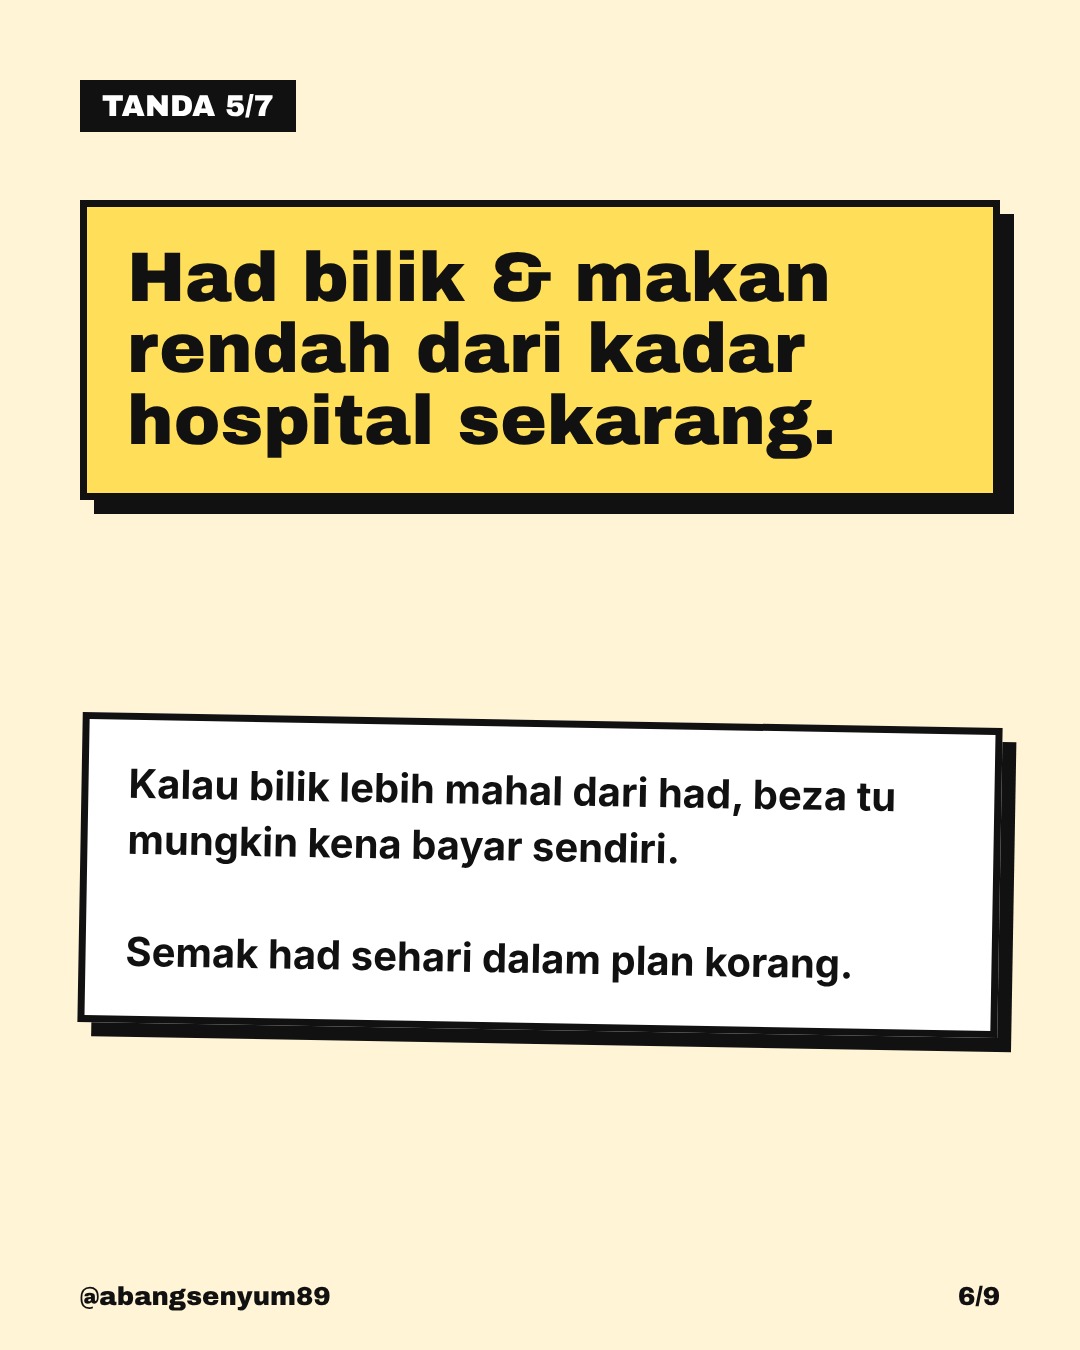 TANDA 5/7
Had bilik & makan
rendah dari kadar
hospital sekarang.
Kalau bilik lebih mahal dari had, beza tu
mungkin kena bayar sendiri.
Semak had sehari dalam plan korang.
@abangsenyum89
6/9